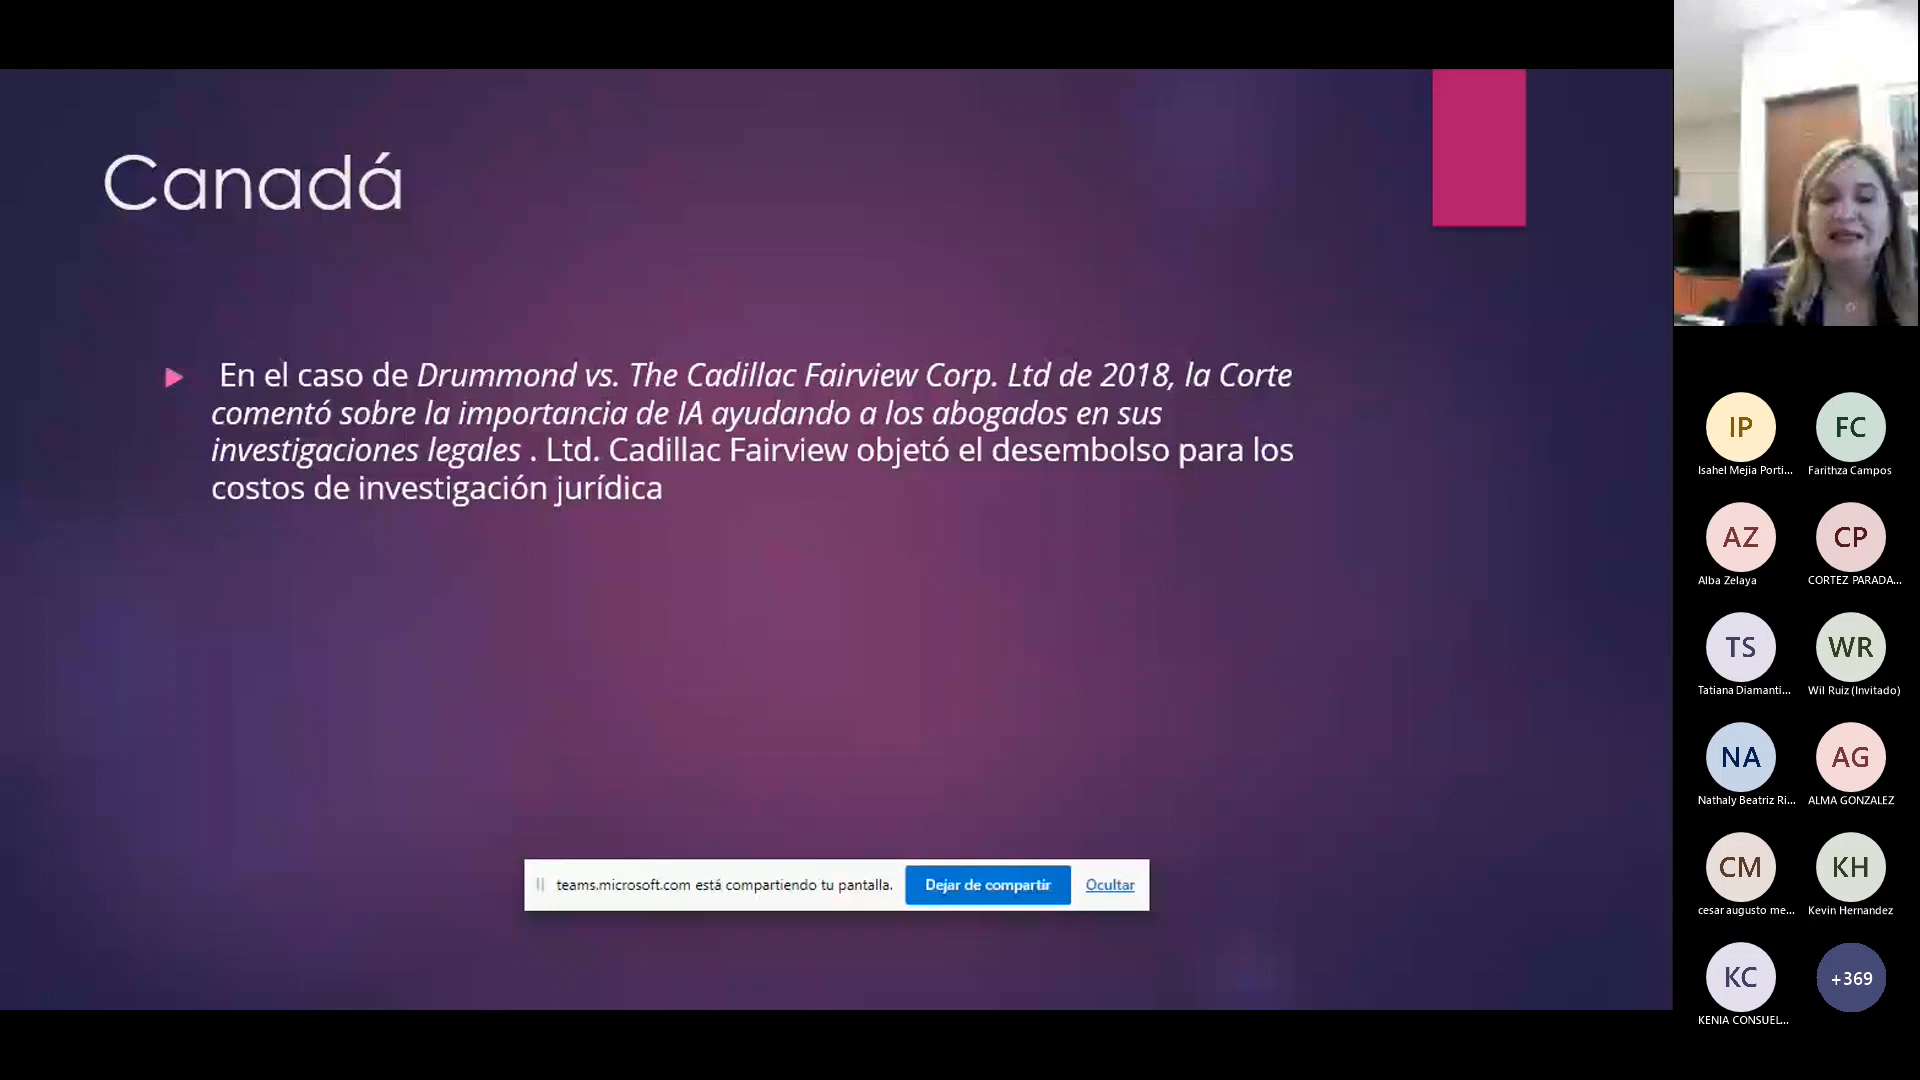 Canadá
En el caso de Drummond vs. The Cadillac Fairview Corp. Ltd de 2018, la Corte
comentó sobre la importancia de IA ayudando a los abogados en sus
investigaciones legales . Ltd. Cadillac Fairview objetó el desembolso para los
costos de investigación jurídica
teams.microsoft.com está compartiendo tu pantalla.
Dejar de compartir
Ocultar
IP
FC
Isahel Mejia Porti...
Farithza Campos
AZ
CP
Alba Zelaya
CORTEZ PARADA...
TS
WR
Tatiana Diamanti...
Wil Ruiz (Invitado)
NA
AG
Nathaly Beatriz Ri...
ALMA GONZALEZ
CM
KH
cesar augusto me...
Kevin Hernandez
KC
+369
KENIA CONSUEL...